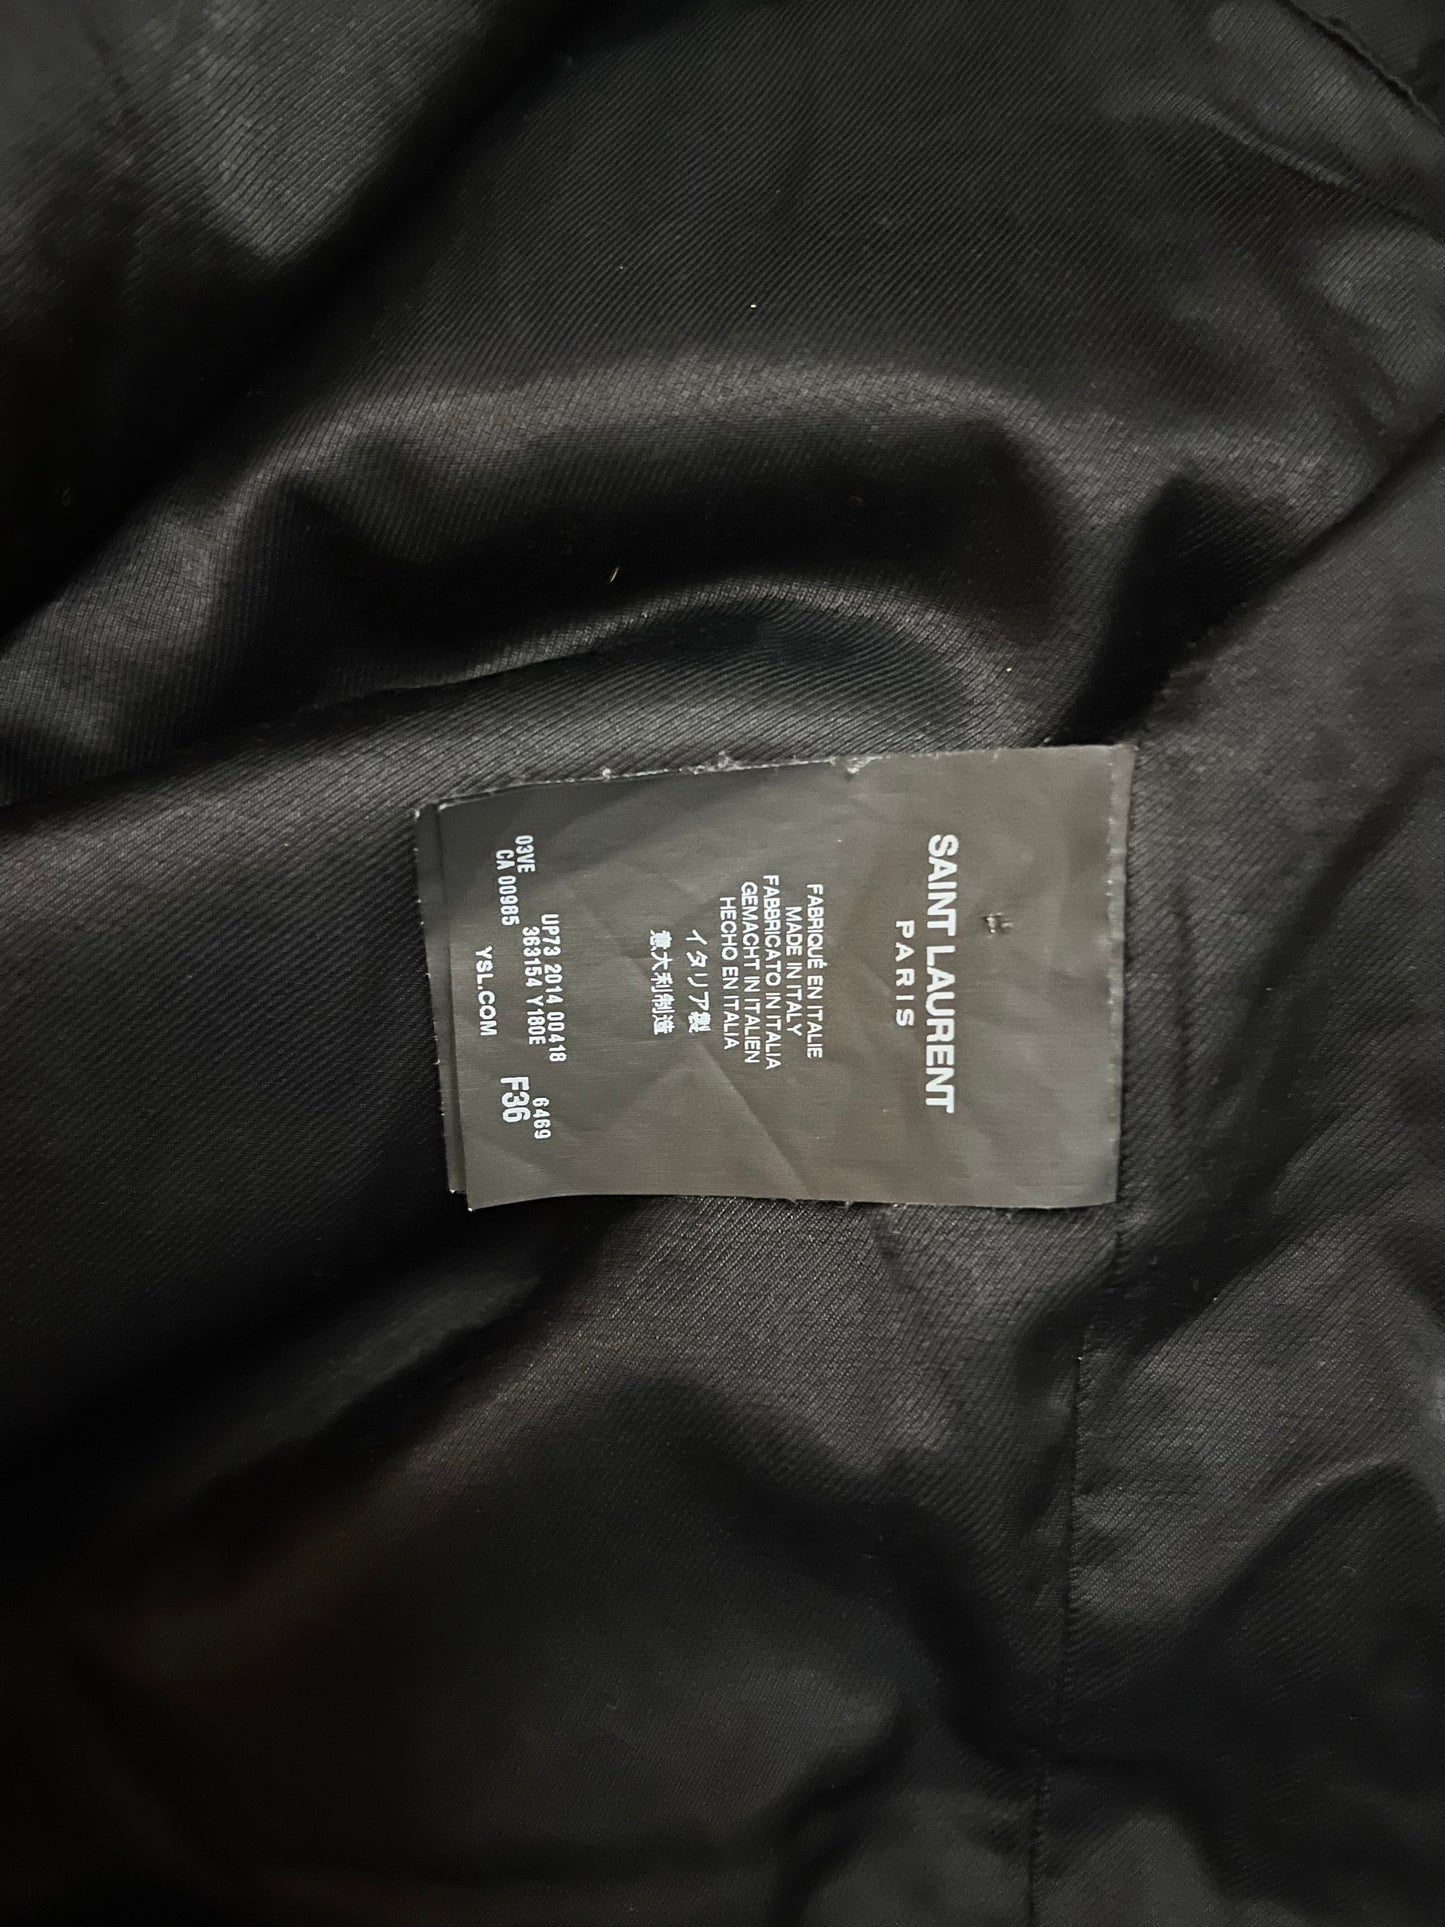 SAINT LAURENT
PARIS
FABRIQUÉ EN ITALIE
MADE IN ITALY
FABBRICATO IN ITALIA
GEMACHT IN ITALIEN
HECHO EN ITALIA
イタリア製
意大利制造
UP73 2014 00418 6469
03VE 363154 Y180E F36
CA 00985
YSL.COM